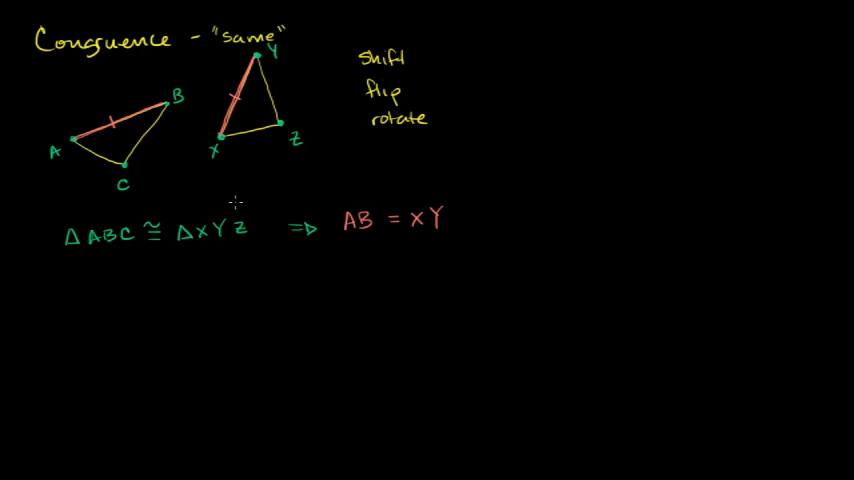 Congruence - "same"
shift
flip
rotate
A
B
C
X
Y
Z
△ABC ≅ △XYZ ⇒ AB = XY